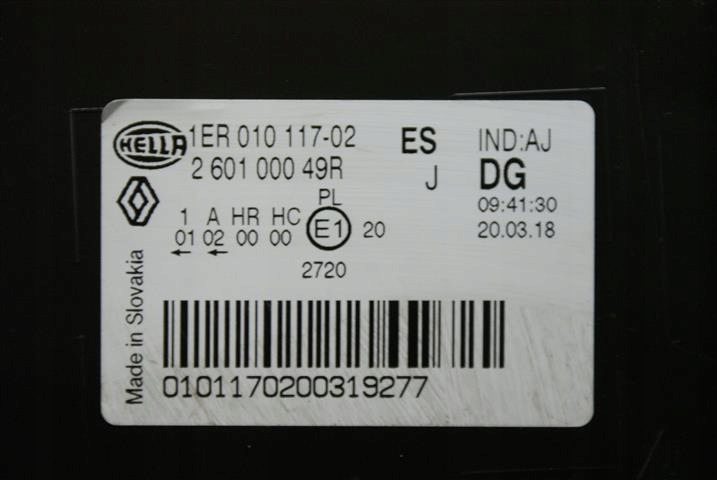 HELLA 1ER 010 117-02 ES IND:AJ
2 601 000 49R J DG
PL 09:41:30
1 A HR HC E1 20 20.03.18
01 02 00 00
2720
Made in Slovakia
0101170200319277